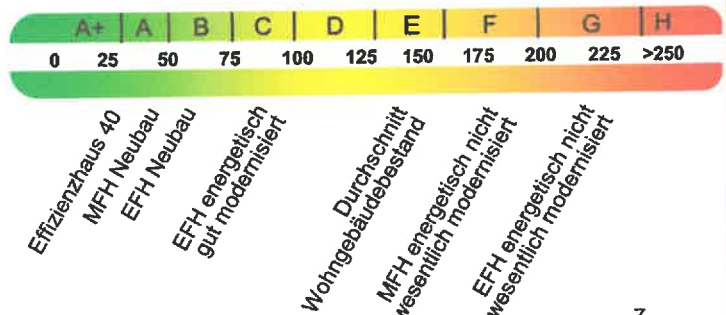 A+ A B C D E F G H
0 25 50 75 100 125 150 175 200 225 >250
Effizienzhaus 40
MFH Neubau
EFH Neubau
EFH energetisch
gut modernisiert
Durchschnitt
Wohngebäudebestand
MFH energetisch nicht
wesentlich modernisiert
EFH energetisch nicht
wesentlich modernisiert